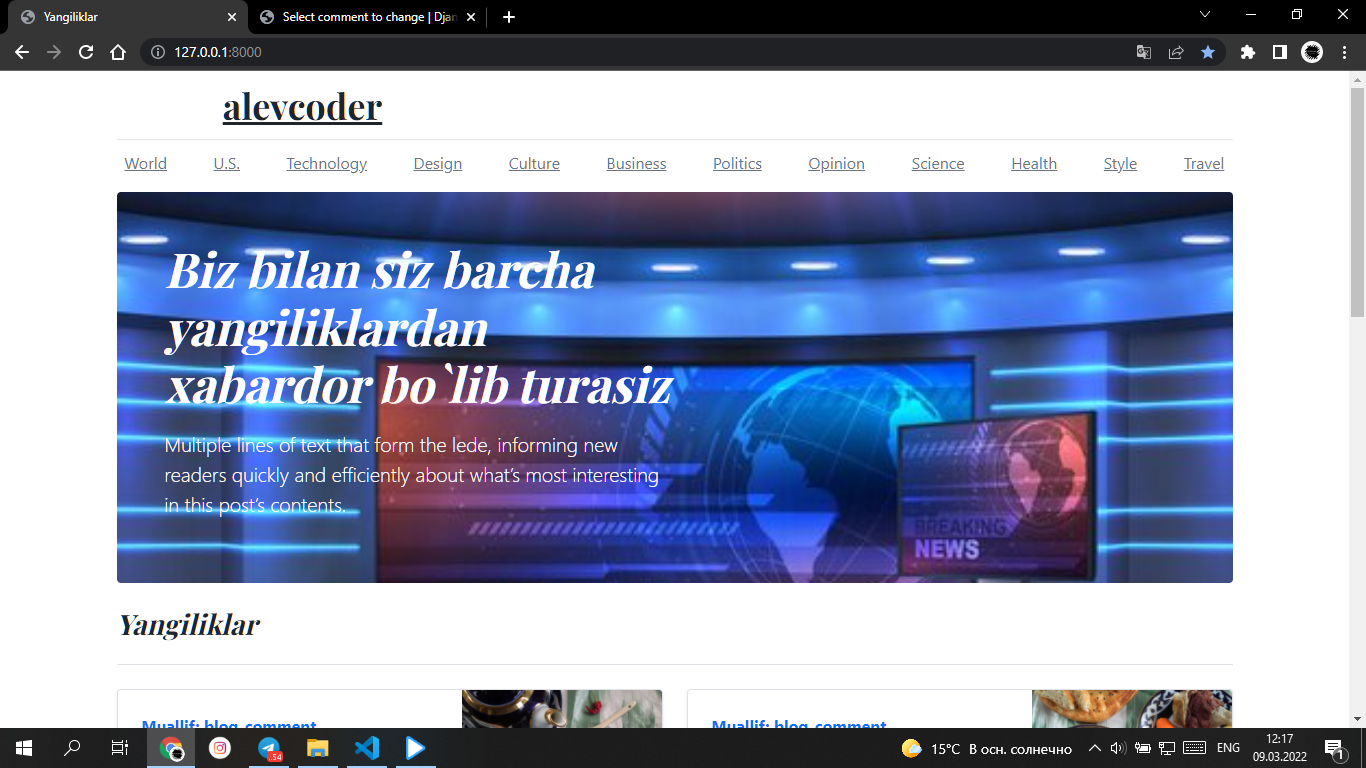 Yangiliklar
Select comment to change | Djan
127.0.0.1:8000
alevcoder
World U.S. Technology Design Culture Business Politics Opinion Science Health Style Travel
Biz bilan siz barcha
yangiliklardan
xabardor bo`lib turasiz
Multiple lines of text that form the lede, informing new
readers quickly and efficiently about what’s most interesting
in this post’s contents.
BREAKING
NEWS
Yangiliklar
Muallif: blog_comment Muallif: blog_comment
54
15°C В осн. солнечно
ENG
12:17
09.03.2022
1